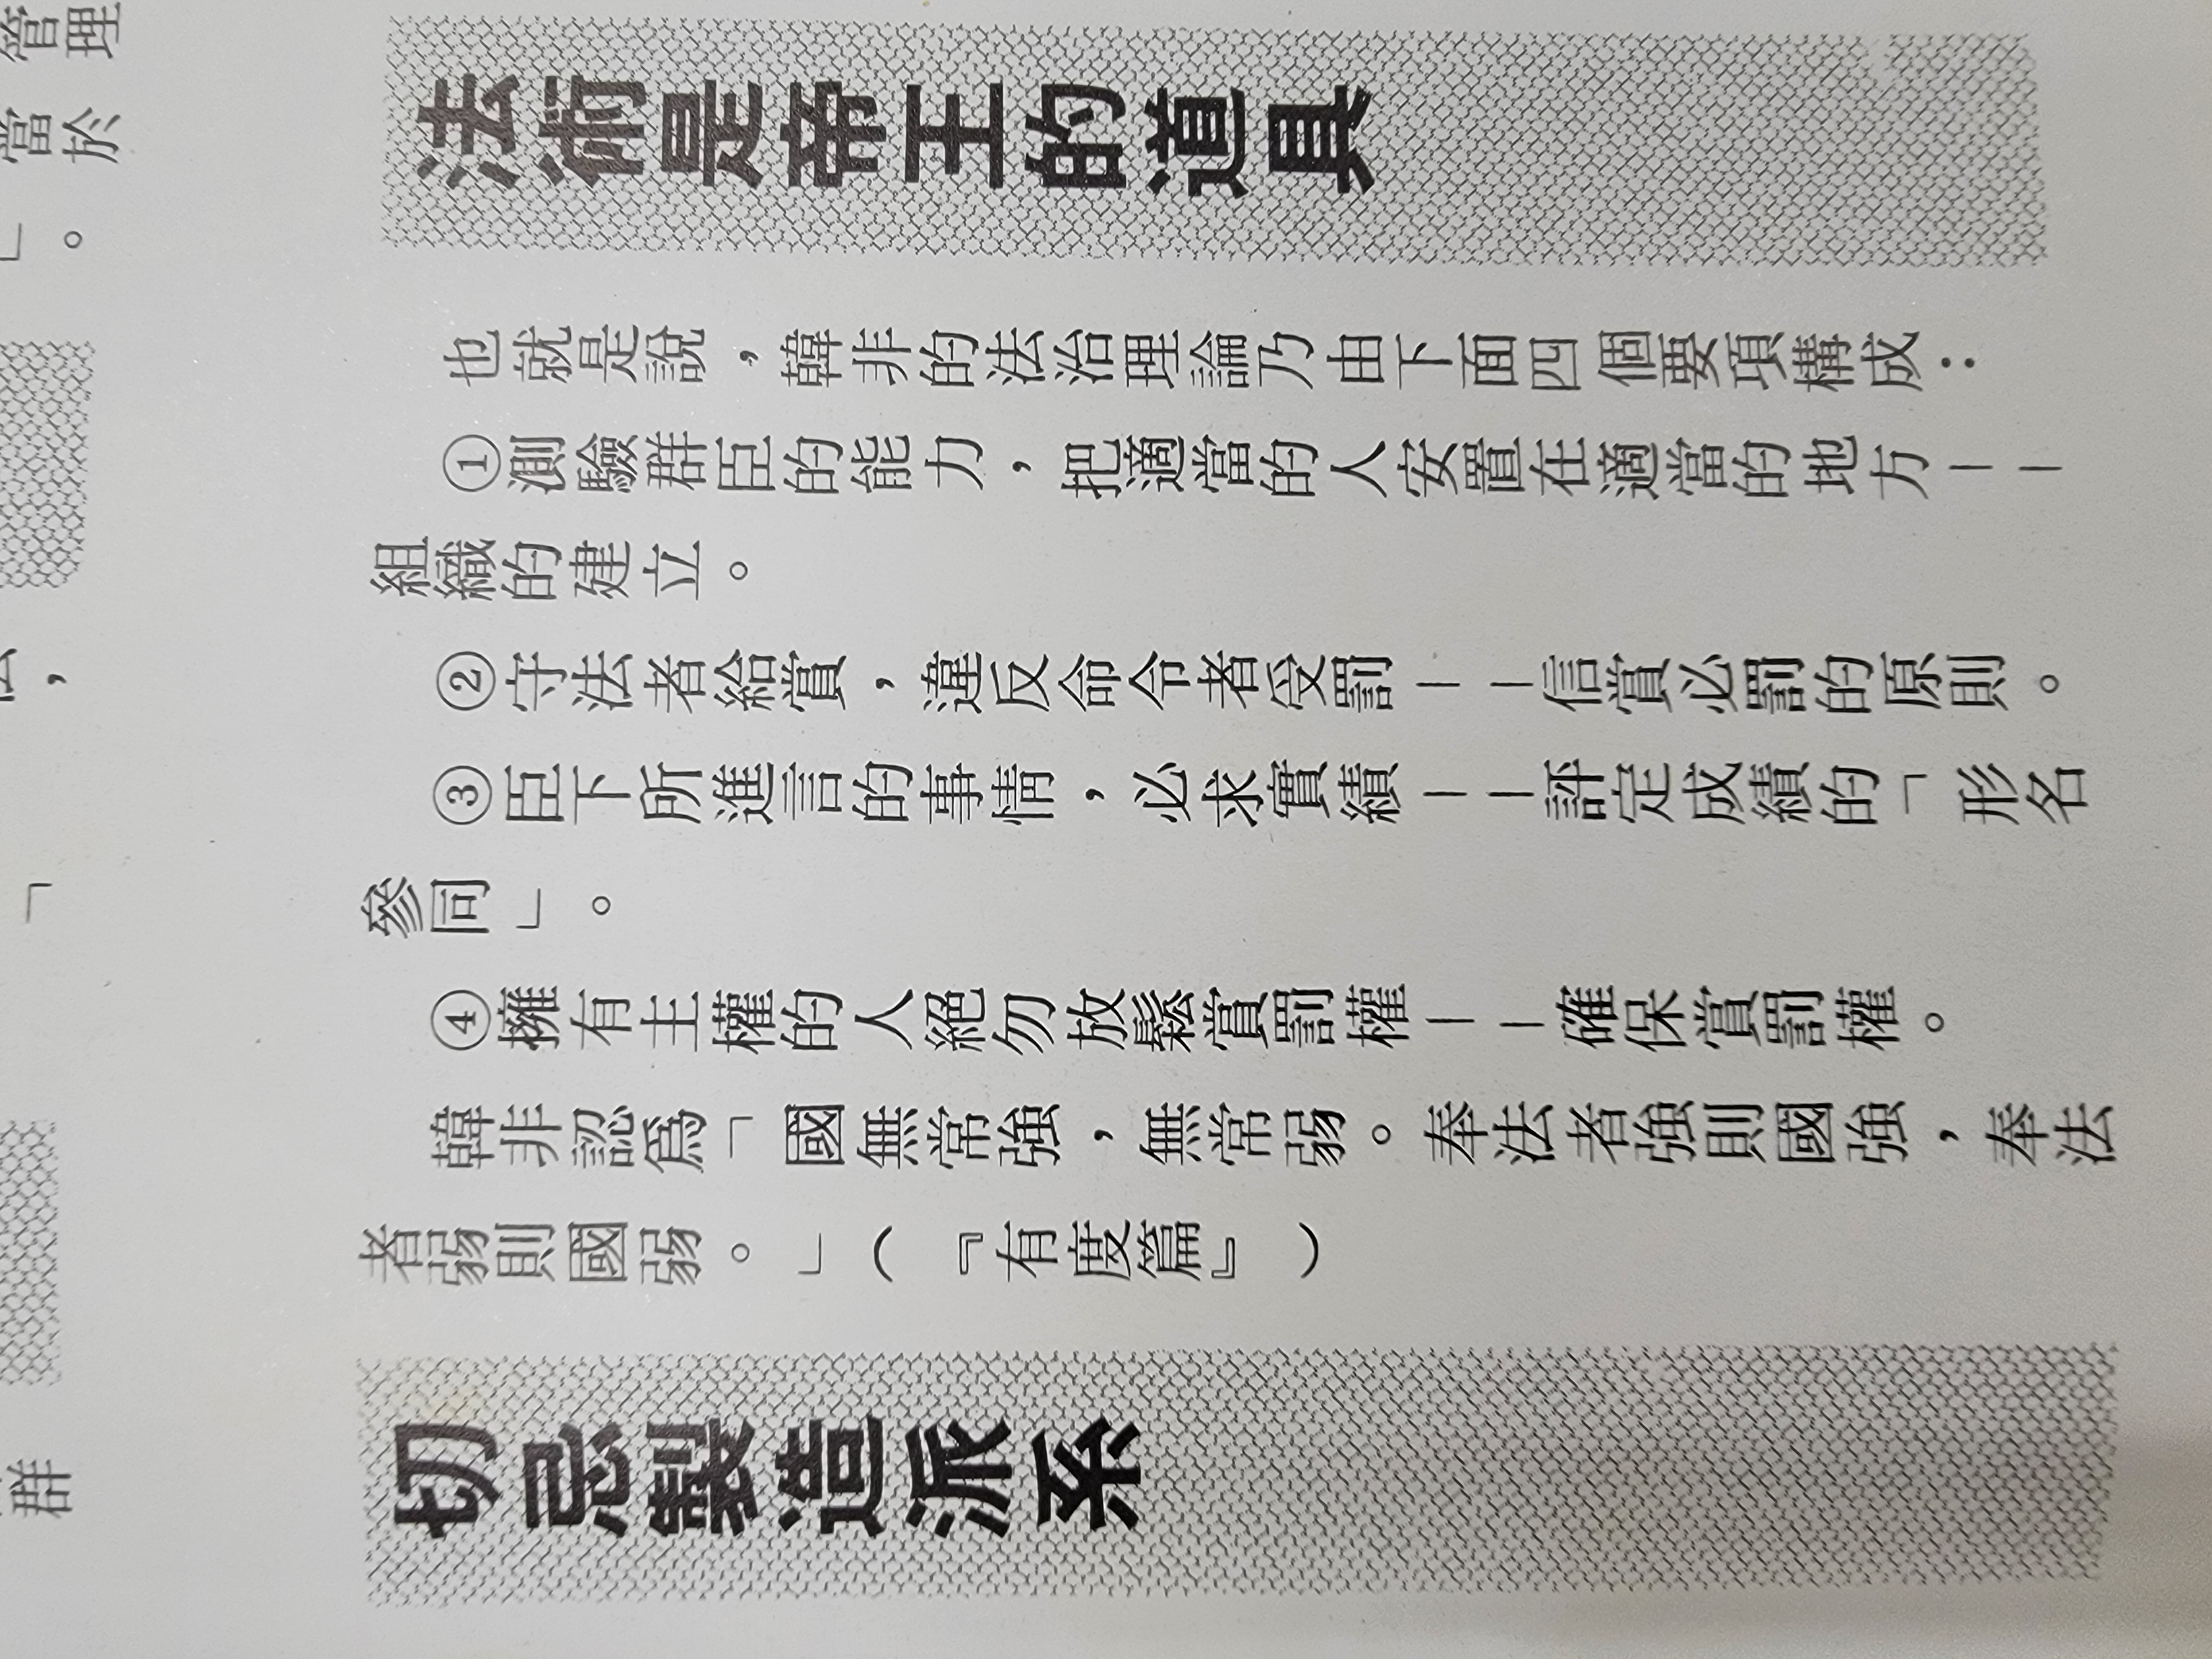 管理
當於
」。
，
「
群
法術是帝王的道具
也就是說，韓非的法治理論乃由下面四個要項構成：
①測驗群臣的能力，把適當的人安置在適當的地方——
組織的建立。
②守法者給賞，違反命令者受罰——信賞必罰的原則。
③臣下所進言的事情，必求實績——評定成績的「形名
參同」。
④擁有主權的人絕勿放鬆賞罰權——確保賞罰權。
韓非認爲「國無常強，無常弱。奉法者強則國強，奉法
者弱則國弱。」（『有度篇』）
切忌製造派系